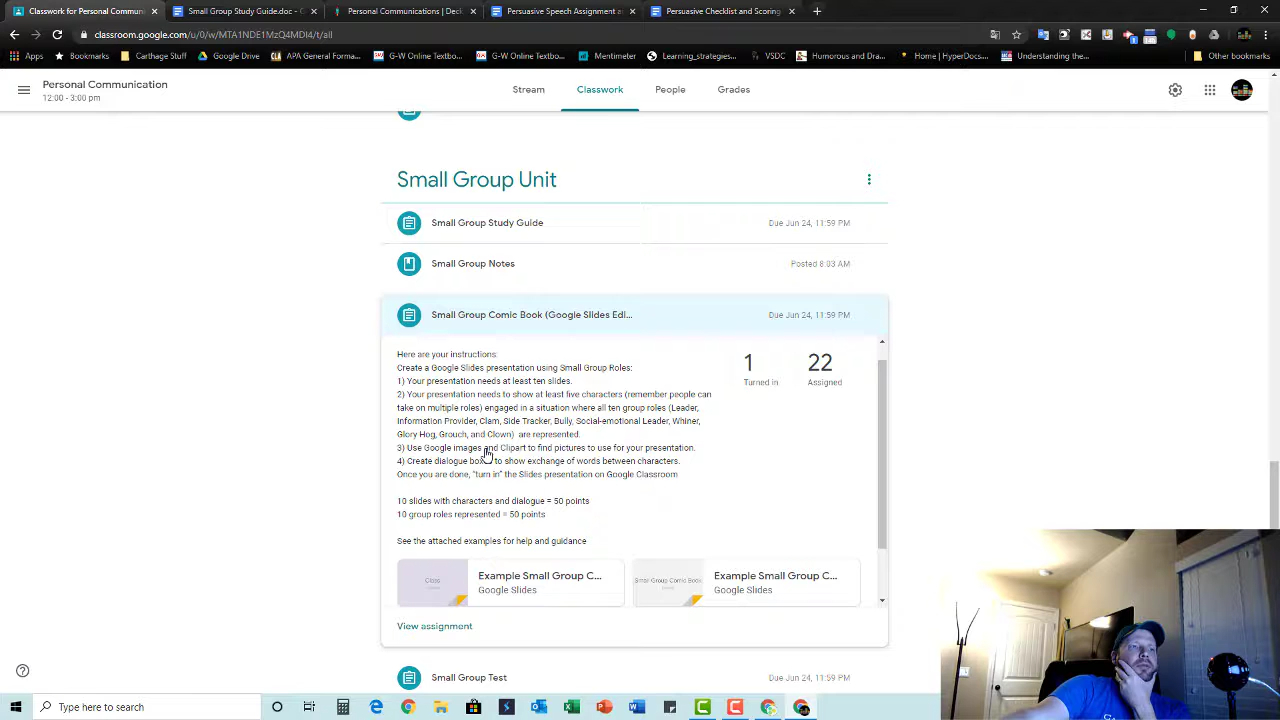 Classwork for Personal Communic
Small Group Study Guide.doc - G
Personal Communications | Deci
Persuasive Speech Assignment a
Persuasive Checklist and Scoring
classroom.google.com/u/0/w/MTA1NDE1MzQ4MDI4/t/all
Apps
Bookmarks
Carthage Stuff
Google Drive
APA General Forma...
G-W Online Textbo...
G-W Online Textbo...
Mentimeter
Learning_strategies...
VSDC
Humorous and Dra...
Home | HyperDocs...
Understanding the...
Other bookmarks
Personal Communication
12:00 - 3:00 pm
Stream
Classwork
People
Grades
Small Group Unit
Small Group Study Guide
Due Jun 24, 11:59 PM
Small Group Notes
Posted 8:03 AM
Small Group Comic Book (Google Slides Edi...
Due Jun 24, 11:59 PM
Here are your instructions:
Create a Google Slides presentation using Small Group Roles:
1) Your presentation needs at least ten slides.
2) Your presentation needs to show at least five characters (remember people can
take on multiple roles) engaged in a situation where all ten group roles (Leader,
Information Provider, Clam, Side Tracker, Bully, Social-emotional Leader, Whiner,
Glory Hog, Grouch, and Clown) are represented.
3) Use Google images and Clipart to find pictures to use for your presentation.
4) Create dialogue boxes to show exchange of words between characters.
Once you are done, "turn in" the Slides presentation on Google Classroom
10 slides with characters and dialogue = 50 points
10 group roles represented = 50 points
See the attached examples for help and guidance
1
Turned in
22
Assigned
Class
Example Small Group C...
Google Slides
Small Group Comic Book
Example Small Group C...
Google Slides
View assignment
Small Group Test
Due Jun 24, 11:59 PM
Type here to search